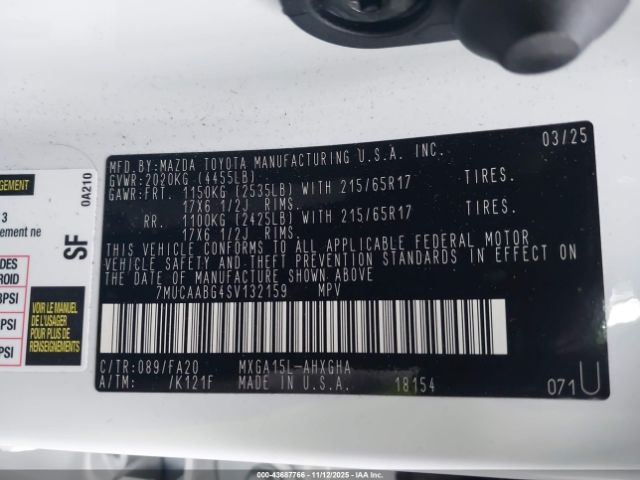 MFD.BY:MAZDA TOYOTA MANUFACTURING U.S.A. INC. 03/25
GVWR:2020KG (4455LB)
GAWR:FRT. 1150KG (2535LB) WITH 215/65R17 TIRES.
17X6 1/2J RIMS.
RR. 1100KG (2425LB) WITH 215/65R17 TIRES.
17X6 1/2J RIMS.
THIS VEHICLE CONFORMS TO ALL APPLICABLE FEDERAL MOTOR
VEHICLE SAFETY AND THEFT PREVENTION STANDARDS IN EFFECT ON
THE DATE OF MANUFACTURE SHOWN ABOVE.
7MUCAABG4SV132159 MPV
C/TR:089/FA20 MXGA15L-AHXGHA
A/TM: /K121F MADE IN U.S.A. 18154 071U
0A210
SF
VOIR LE MANUEL
DE L'USAGER
POUR PLUS DE
RENSEIGNEMENTS
000-43687766 - 11/12/2025 - IAAI.COM